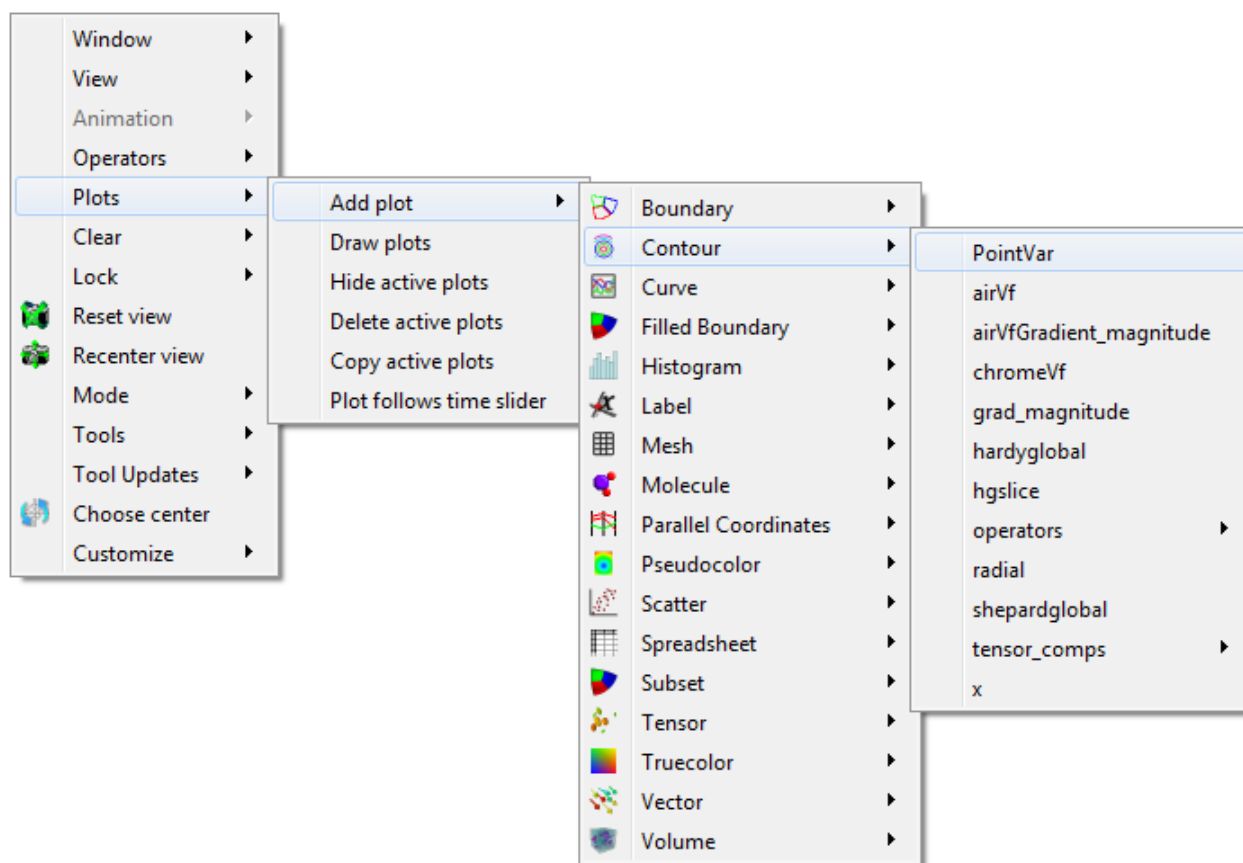 Window
View
Animation
Operators
Plots
Clear
Lock
Reset view
Recenter view
Mode
Tools
Tool Updates
Choose center
Customize
Add plot
Draw plots
Hide active plots
Delete active plots
Copy active plots
Plot follows time slider
Boundary
Contour
Curve
Filled Boundary
Histogram
Label
Mesh
Molecule
Parallel Coordinates
Pseudocolor
Scatter
Spreadsheet
Subset
Tensor
Truecolor
Vector
Volume
PointVar
airVf
airVfGradient_magnitude
chromeVf
grad_magnitude
hardyglobal
hgslice
operators
radial
shepardglobal
tensor_comps
x